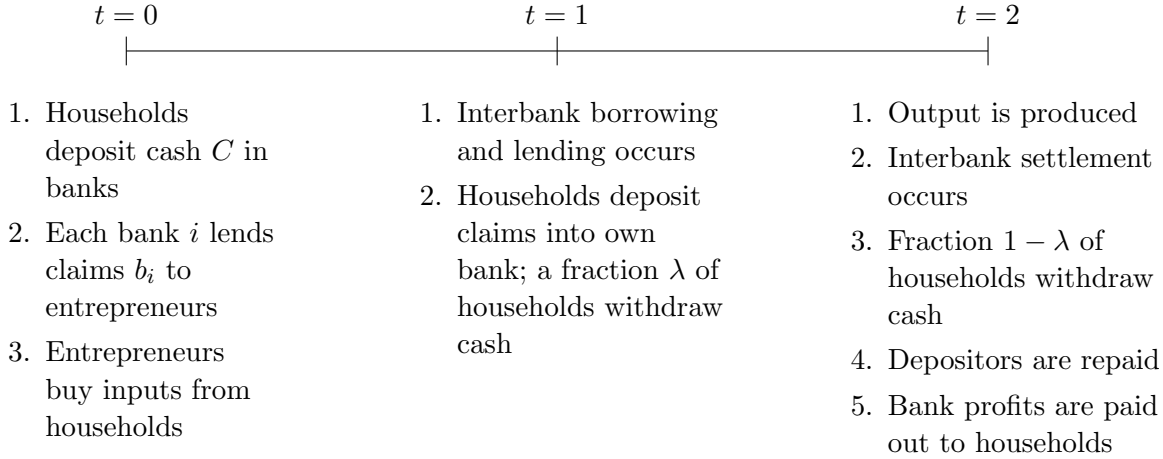 t = 0
t = 1
t = 2
1. Households
deposit cash C in
banks
2. Each bank i lends
claims b_i to
entrepreneurs
3. Entrepreneurs
buy inputs from
households
1. Interbank borrowing
and lending occurs
2. Households deposit
claims into own
bank; a fraction λ of
households withdraw
cash
1. Output is produced
2. Interbank settlement
occurs
3. Fraction 1 − λ of
households withdraw
cash
4. Depositors are repaid
5. Bank profits are paid
out to households